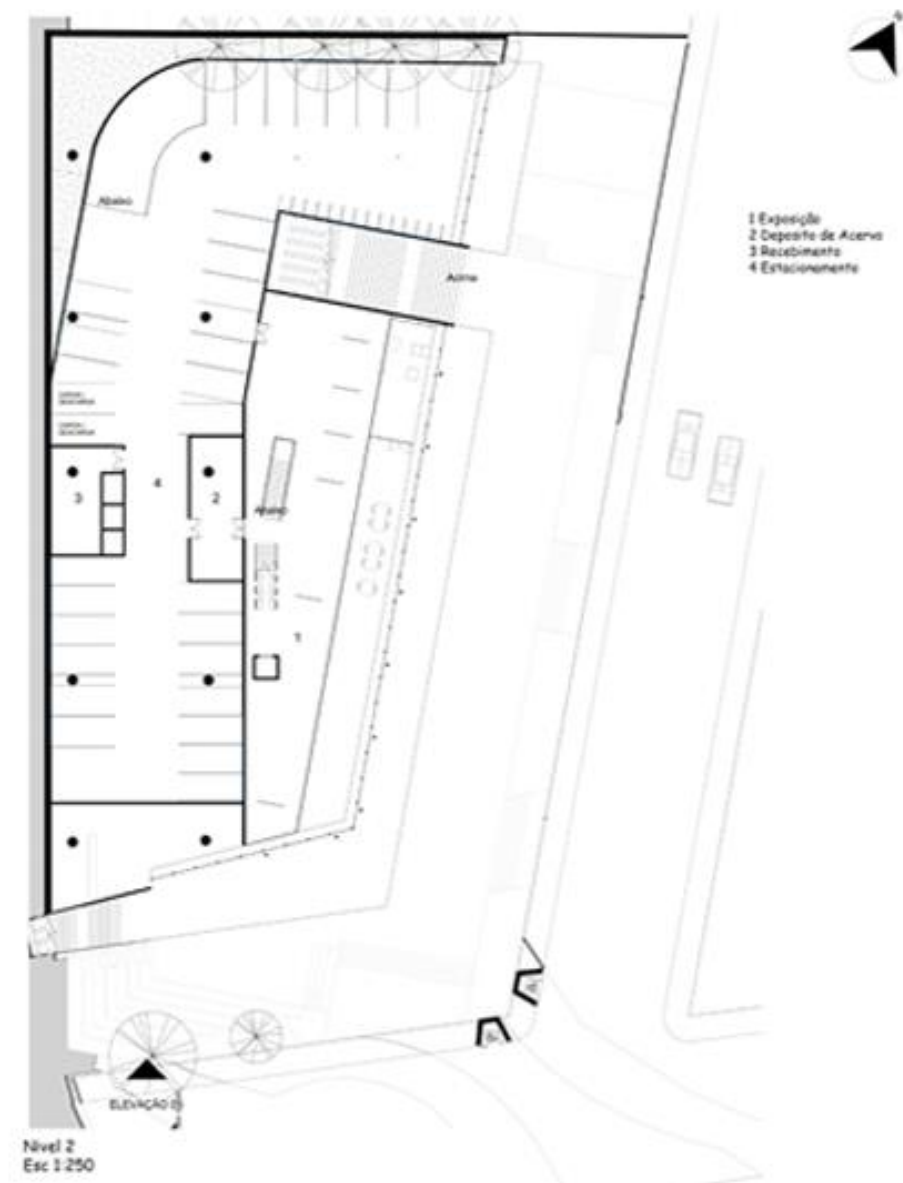 Abaixo
1 Exposição
2 Deposito de Acervo
3 Recebimento
4 Estacionamento
Acima
3
4
2
Abaixo
1
ELEVAÇÃO
Nivel 2
Esc 1:250